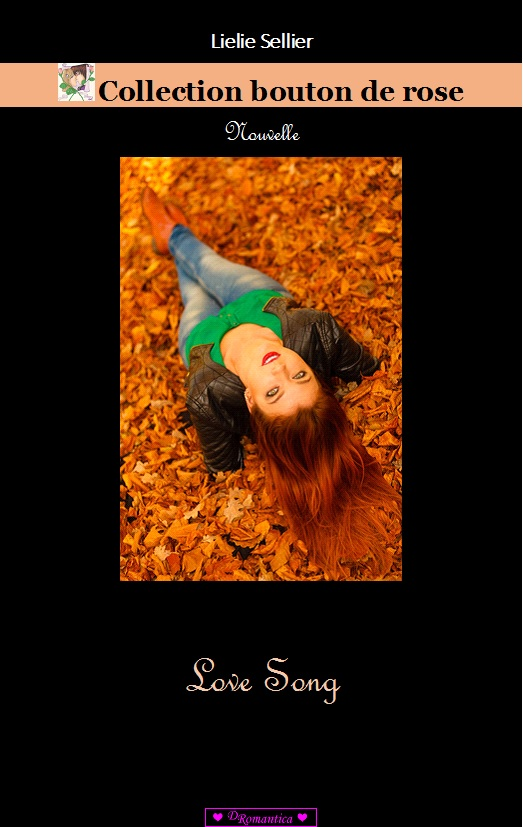 Lielie Sellier
Collection bouton de rose
Nouvelle
Love Song
♥ DRomantica ♥